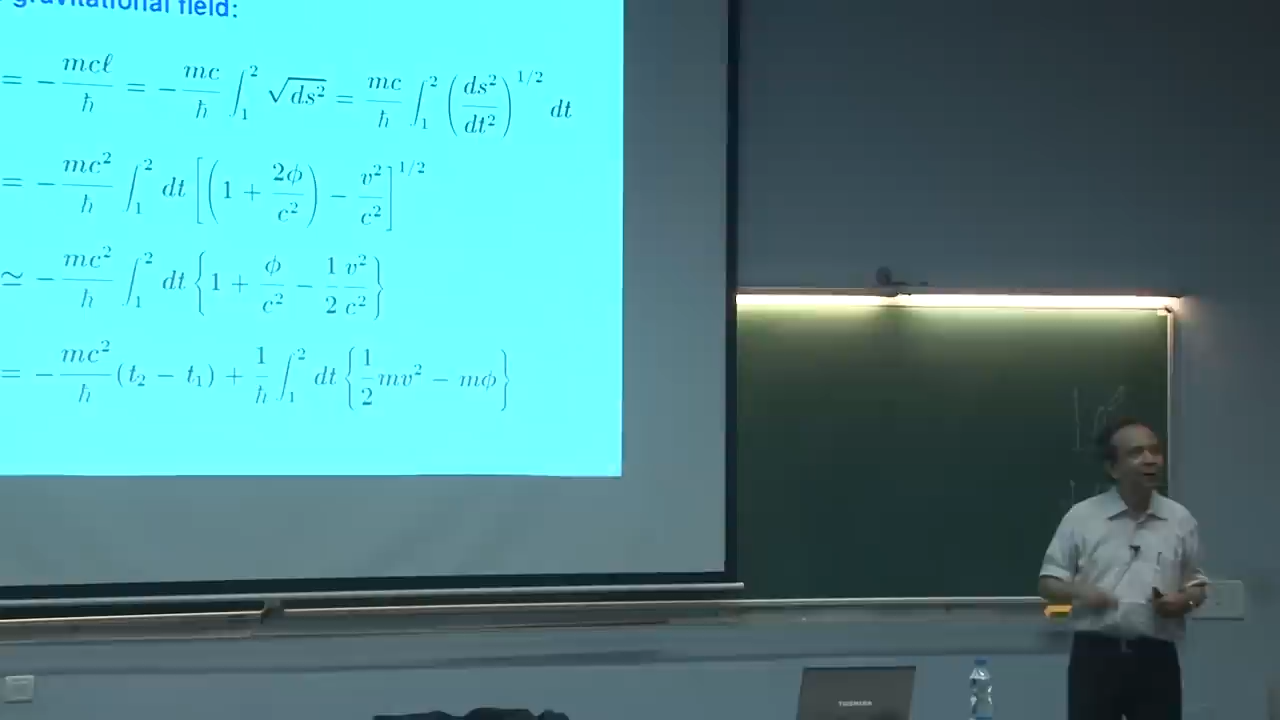 gravitational field:
= - mcℓ/ħ = - mc/ħ ∫₁² √ds² = mc/ħ ∫₁² (ds²/dt²)^1/2 dt
= - mc²/ħ ∫₁² dt [(1 + 2ϕ/c²) - v²/c²]^1/2
≃ - mc²/ħ ∫₁² dt {1 + ϕ/c² - 1/2 v²/c²}
= - mc²/ħ (t₂ - t₁) + 1/ħ ∫₁² dt {1/2 mv² - mϕ}
TOSHIBA